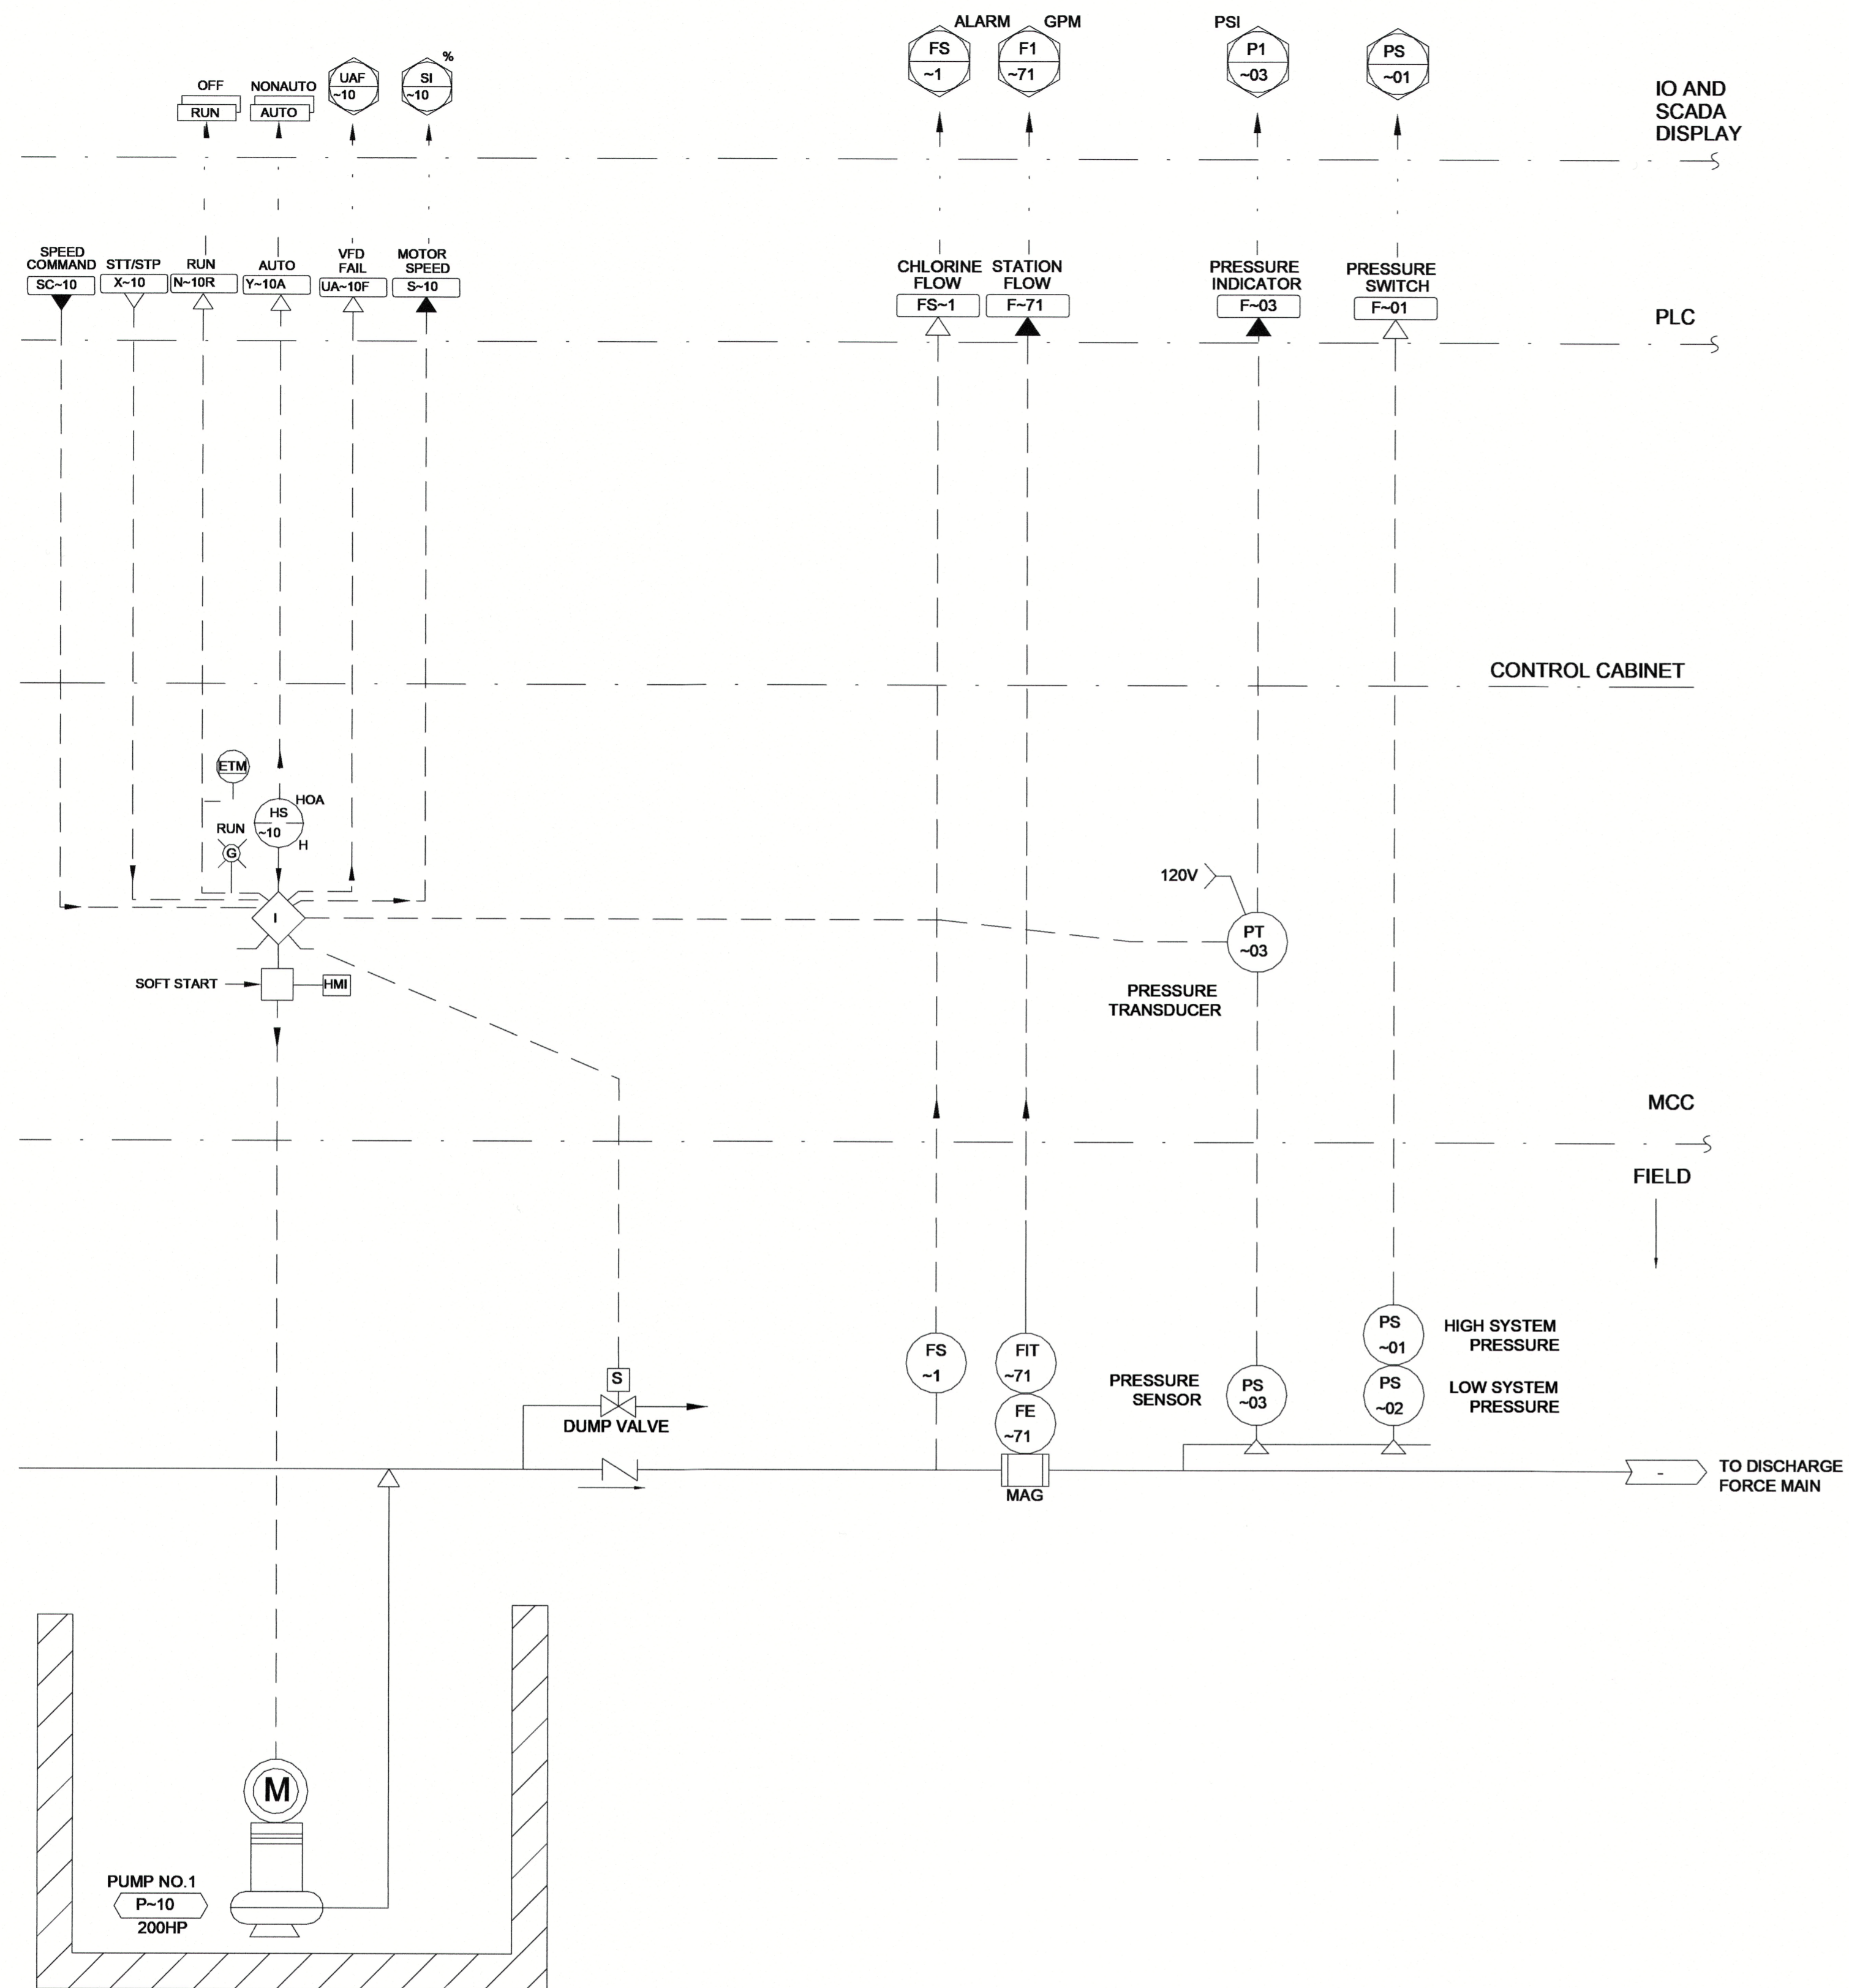 ALARM GPM PSI
FS F1 P1 PS
~1 ~71 ~03 ~01
%
UAF SI
~10 ~10
OFF NONAUTO
RUN AUTO
IO AND
SCADA
DISPLAY
SPEED
COMMAND
SC~10
STT/STP
X~10
RUN
N~10R
AUTO
Y~10A
VFD
FAIL
UA~10F
MOTOR
SPEED
S~10
CHLORINE
FLOW
FS~1
STATION
FLOW
F~71
PRESSURE
INDICATOR
F~03
PRESSURE
SWITCH
F~01
PLC
CONTROL CABINET
ETM
HOA
HS
~10
H
RUN
G
I
SOFT START
HMI
120V
PT
~03
PRESSURE
TRANSDUCER
MCC
FIELD
S
DUMP VALVE
FS
~1
FIT
~71
FE
~71
MAG
PRESSURE
SENSOR
PS
~03
PS
~01
HIGH SYSTEM
PRESSURE
PS
~02
LOW SYSTEM
PRESSURE
-
TO DISCHARGE
FORCE MAIN
M
PUMP NO.1
P~10
200HP